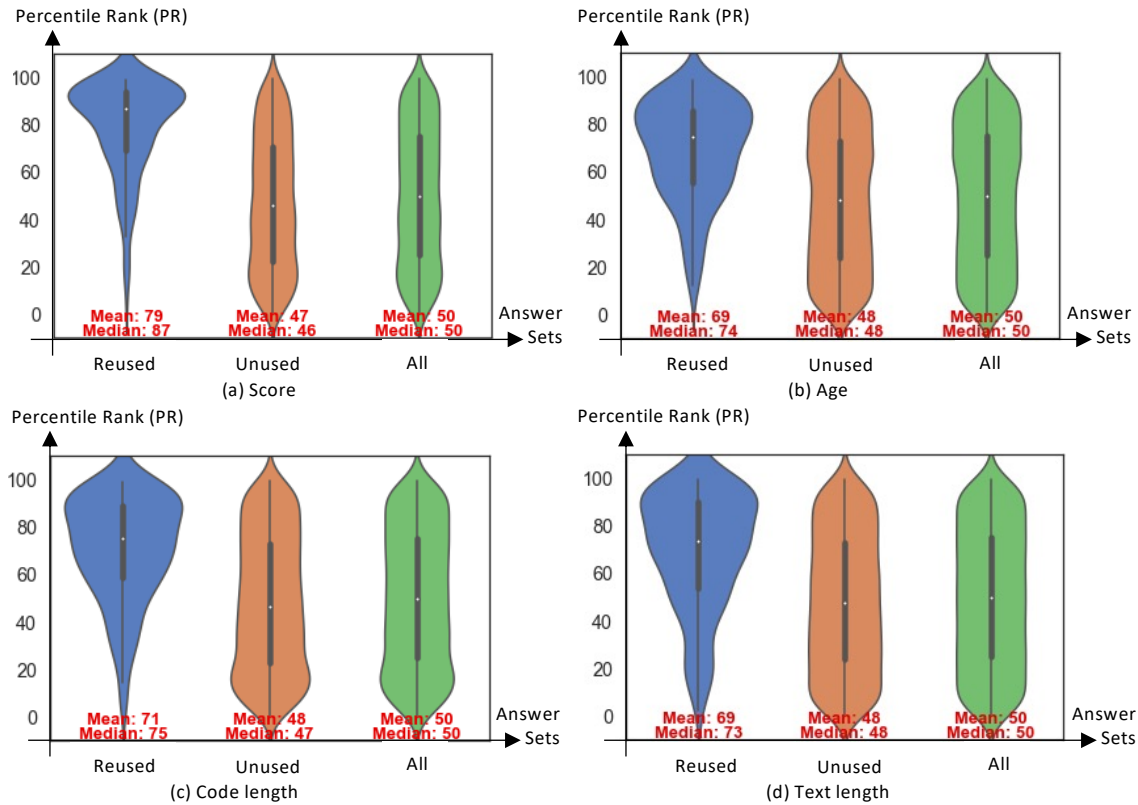 Percentile Rank (PR)
100
80
60
40
20
0
Mean: 79
Median: 87
Mean: 47
Median: 46
Mean: 50
Median: 50
Answer
Sets
Reused
Unused
All
(a) Score
Percentile Rank (PR)
100
80
60
40
20
0
Mean: 69
Median: 74
Mean: 48
Median: 48
Mean: 50
Median: 50
Answer
Sets
Reused
Unused
All
(b) Age
Percentile Rank (PR)
100
80
60
40
20
0
Mean: 71
Median: 75
Mean: 48
Median: 47
Mean: 50
Median: 50
Answer
Sets
Reused
Unused
All
(c) Code length
Percentile Rank (PR)
100
80
60
40
20
0
Mean: 69
Median: 73
Mean: 48
Median: 48
Mean: 50
Median: 50
Answer
Sets
Reused
Unused
All
(d) Text length